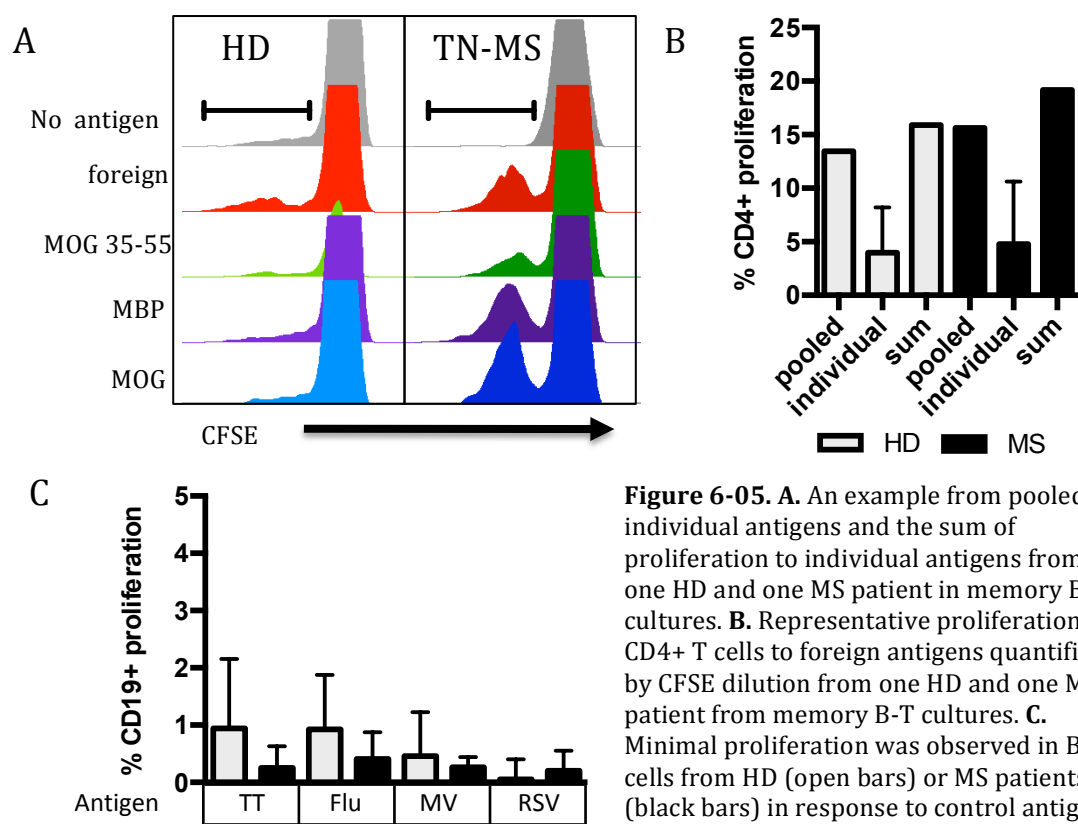 A
HD
TN-MS
No antigen
foreign
MOG 35-55
MBP
MOG
CFSE
B
% CD4+ proliferation
25
20
15
10
5
0
pooled
individual
sum
pooled
individual
sum
HD MS
C
% CD19+ proliferation
5
4
3
2
1
0
Antigen TT Flu MV RSV
Figure 6-05. A. An example from pooled
individual antigens and the sum of
proliferation to individual antigens from
one HD and one MS patient in memory B
cultures. B. Representative proliferation
CD4+ T cells to foreign antigens quantifi
by CFSE dilution from one HD and one M
patient from memory B-T cultures. C.
Minimal proliferation was observed in B
cells from HD (open bars) or MS patients
(black bars) in response to control antig